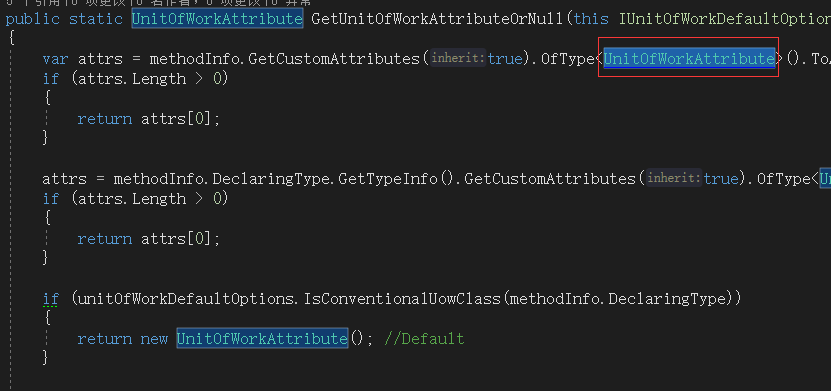 public static UnitOfWorkAttribute GetUnitOfWorkAttributeOrNull(this IUnitOfWorkDefaultOption
{
var attrs = methodInfo.GetCustomAttributes(inherit:true).OfType<UnitOfWorkAttribute>().ToA
if (attrs.Length > 0)
{
return attrs[0];
}
attrs = methodInfo.DeclaringType.GetTypeInfo().GetCustomAttributes(inherit:true).OfType<Un
if (attrs.Length > 0)
{
return attrs[0];
}
if (unitOfWorkDefaultOptions.IsConventionalUowClass(methodInfo.DeclaringType))
{
return new UnitOfWorkAttribute(); //Default
}